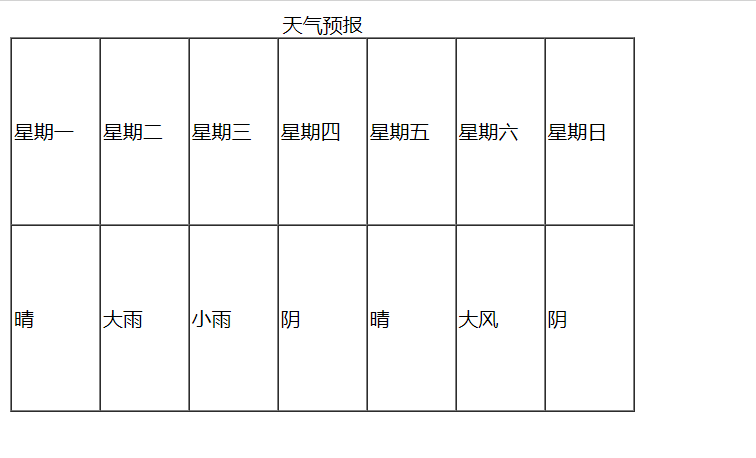 天气预报
星期一 星期二 星期三 星期四 星期五 星期六 星期日
晴 大雨 小雨 阴 晴 大风 阴